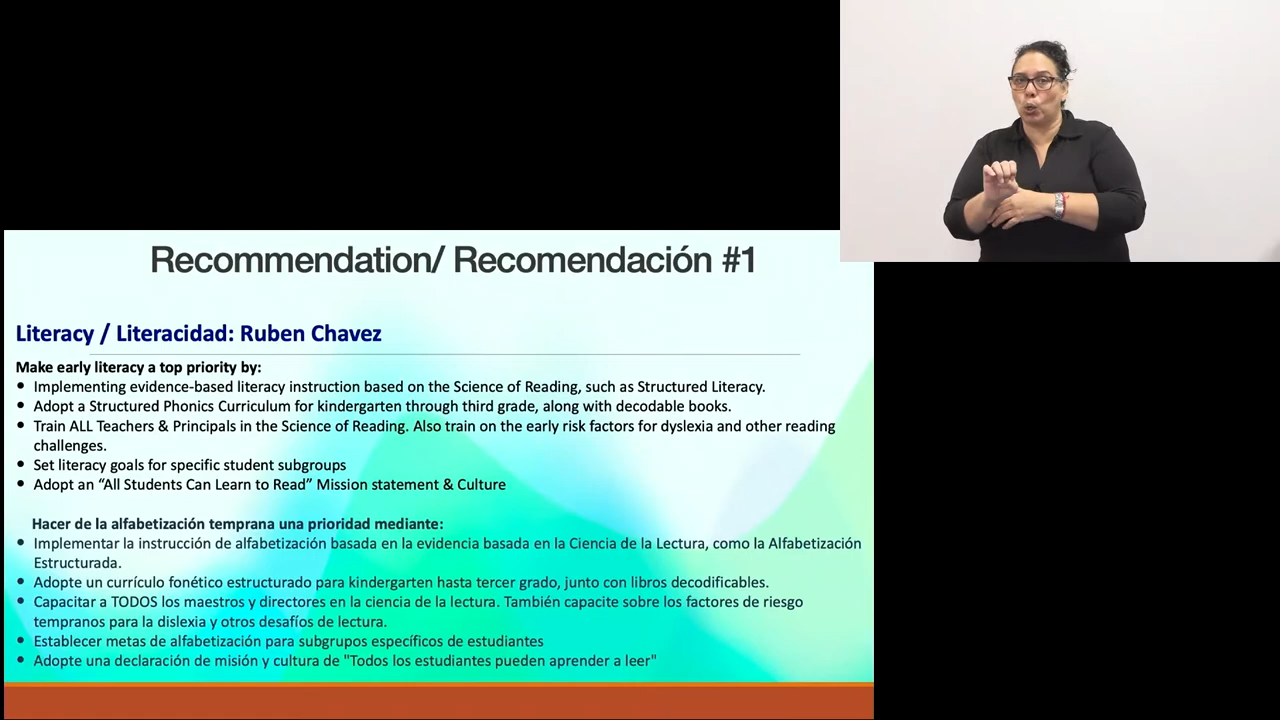 Recommendation/ Recomendación #1
Literacy / Literacidad: Ruben Chavez
Make early literacy a top priority by:
• Implementing evidence-based literacy instruction based on the Science of Reading, such as Structured Literacy.
• Adopt a Structured Phonics Curriculum for kindergarten through third grade, along with decodable books.
• Train ALL Teachers & Principals in the Science of Reading. Also train on the early risk factors for dyslexia and other reading
challenges.
• Set literacy goals for specific student subgroups
• Adopt an “All Students Can Learn to Read” Mission statement & Culture
Hacer de la alfabetización temprana una prioridad mediante:
• Implementar la instrucción de alfabetización basada en la evidencia basada en la Ciencia de la Lectura, como la Alfabetización
Estructurada.
• Adopte un currículo fonético estructurado para kindergarten hasta tercer grado, junto con libros decodificables.
• Capacitar a TODOS los maestros y directores en la ciencia de la lectura. También capacite sobre los factores de riesgo
tempranos para la dislexia y otros desafíos de lectura.
• Establecer metas de alfabetización para subgrupos específicos de estudiantes
• Adopte una declaración de misión y cultura de "Todos los estudiantes pueden aprender a leer"